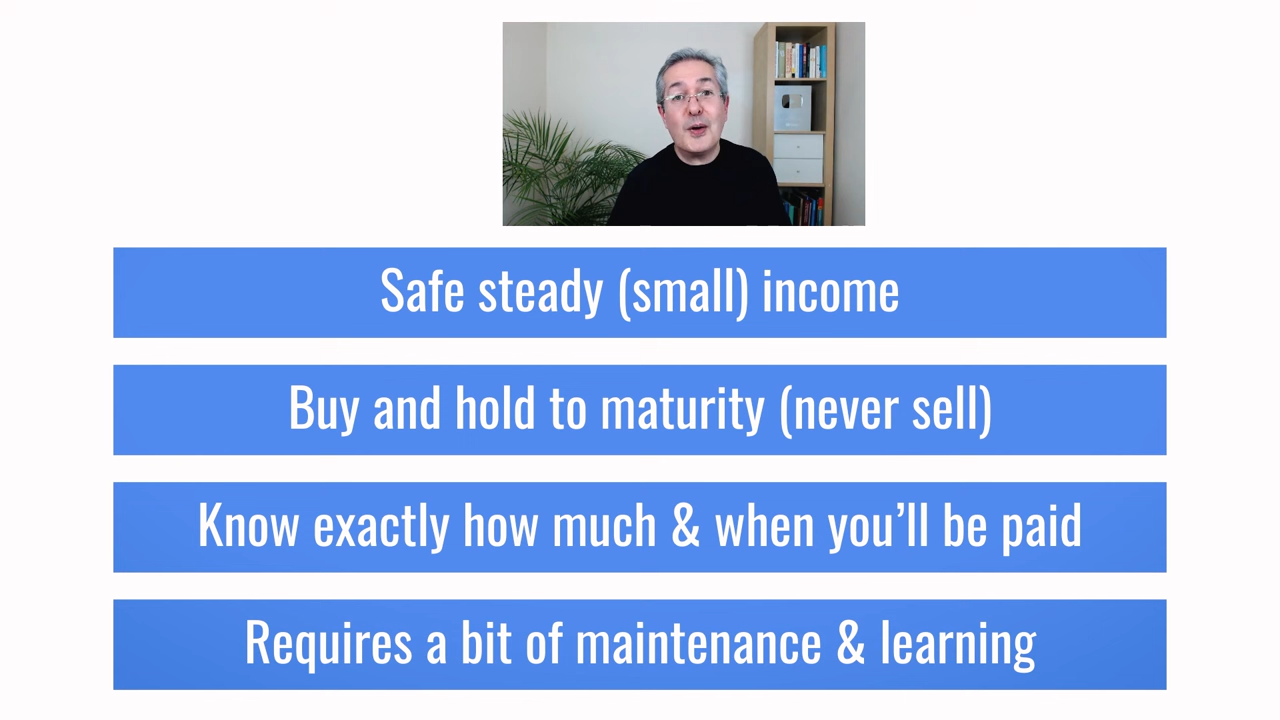 Safe steady (small) income
Buy and hold to maturity (never sell)
Know exactly how much & when you’ll be paid
Requires a bit of maintenance & learning